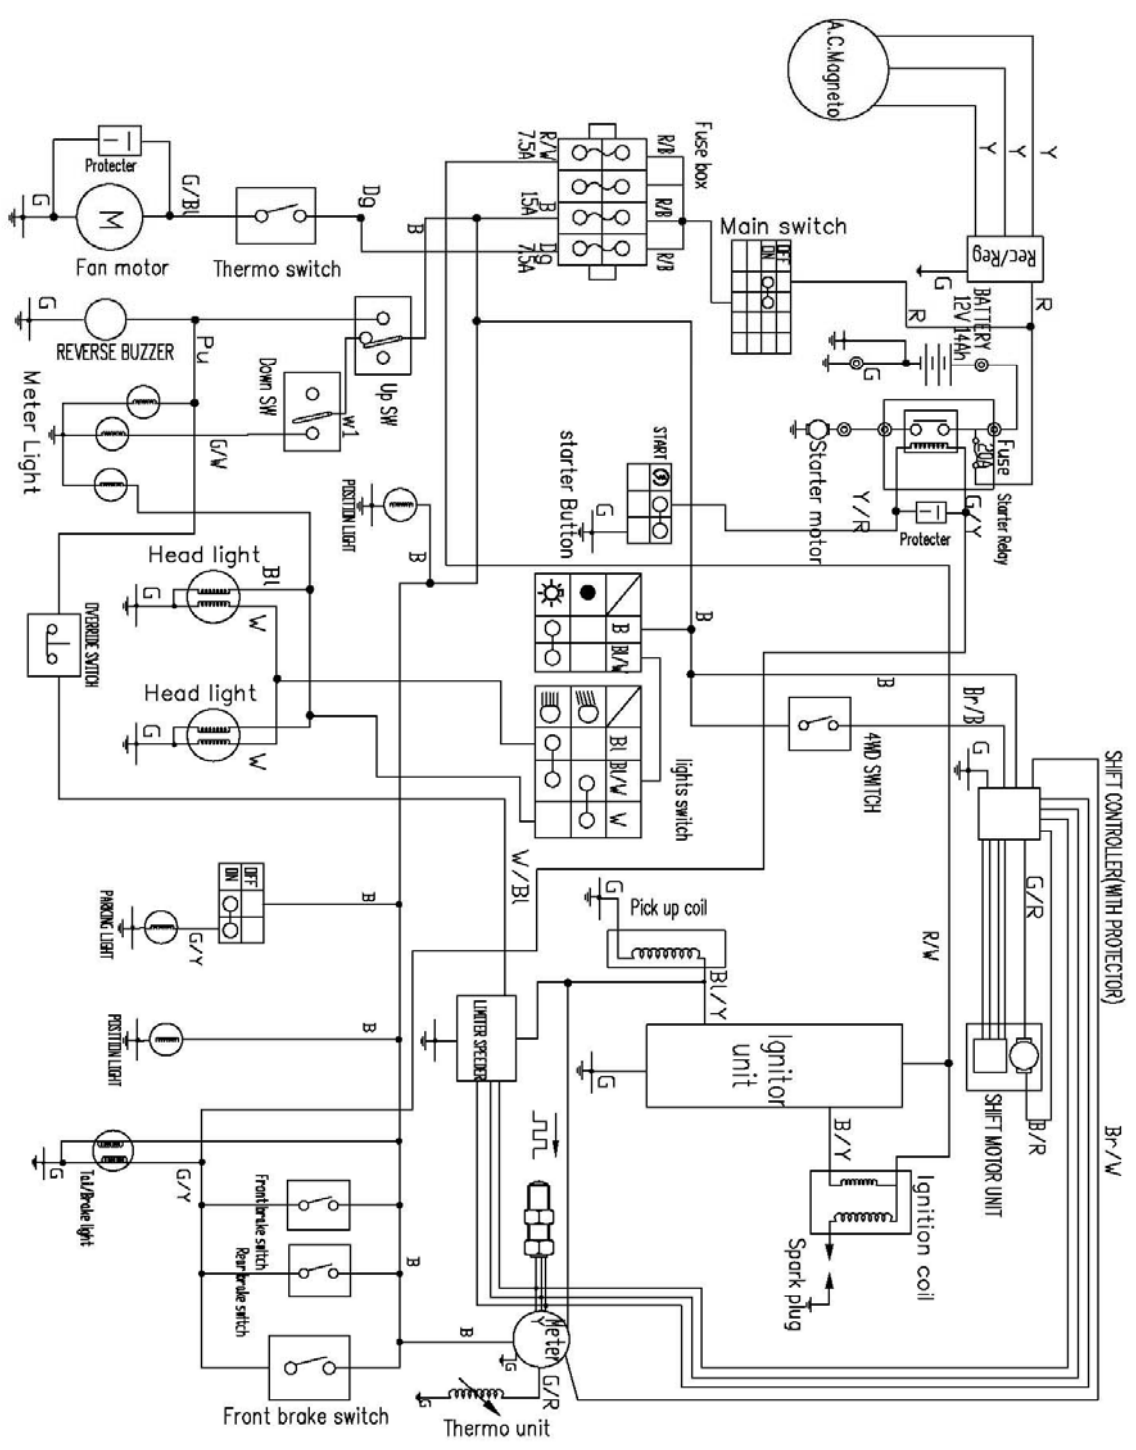 A.C.Magneto
Y
Y
Y
Rec/Reg
G
R
R
BATTERY
12V 14Ah
G
Fuse
20A
Starter Relay
Starter motor
Protecter
G/Y
Y/R
Main switch
OFF
ON
Fuse box
R/B
R/B
R/B
R/W
7.5A
B
15A
Dg
7.5A
Protecter
M
G
Fan motor
G/Bl
Thermo switch
Dg
B
G
REVERSE BUZZER
Pu
Up SW
Down SW
w1
Meter Light
G/W
POSITION LIGHT
B
START
starter Button
G
Head light
Bl
G
W
OVERRIDE SWITCH
Head light
G
W
B
Bl/W
Bl
Bl/W
W
lights switch
B
B
Br/B
G
4WD SWITCH
SHIFT CONTROLLER(WITH PROTECTOR)
G/R
SHIFT MOTOR UNIT
B/R
Br/W
R/W
W/Bl
G
Pick up coil
Bl/Y
Ignitor
unit
G
B/Y
Ignition coil
Spark plug
LIMITER SPEEDER
OFF
ON
B
PARKING LIGHT
G/Y
B
POSITION LIGHT
G
Tail/Brake light
G/Y
Front brake switch
Rear brake switch
B
Front brake switch
B
Meter
Y
G
G/R
G
Thermo unit